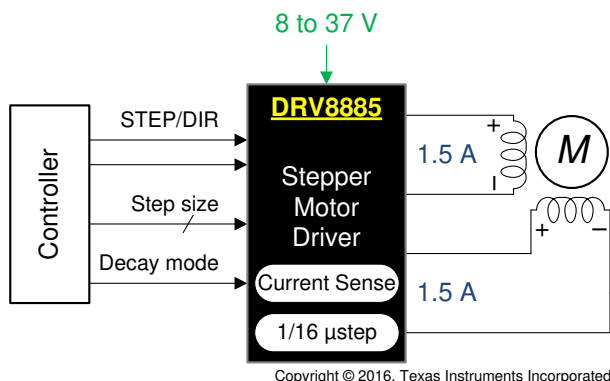 8 to 37 V
DRV8885
STEP/DIR
Controller
Step size
Decay mode
Stepper
Motor
Driver
Current Sense
1/16 µstep
+
1.5 A
–
M
+
–
1.5 A
Copyright © 2016, Texas Instruments Incorporated